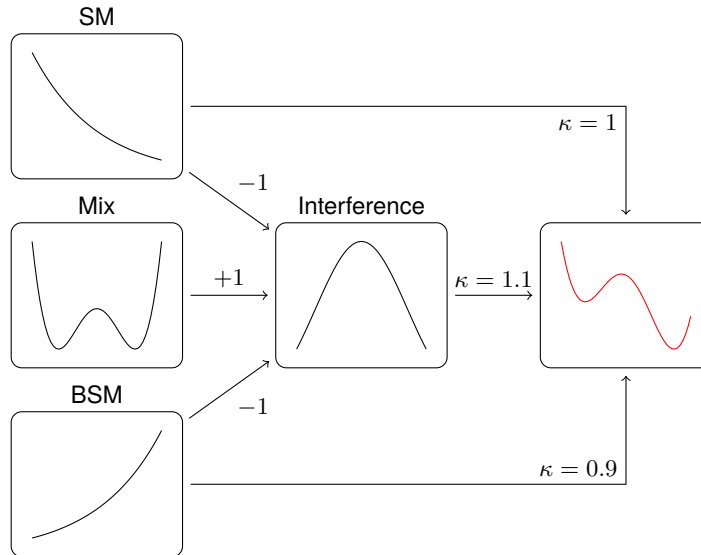 SM
κ = 1
−1
Mix
Interference
+1
κ = 1.1
BSM
−1
κ = 0.9